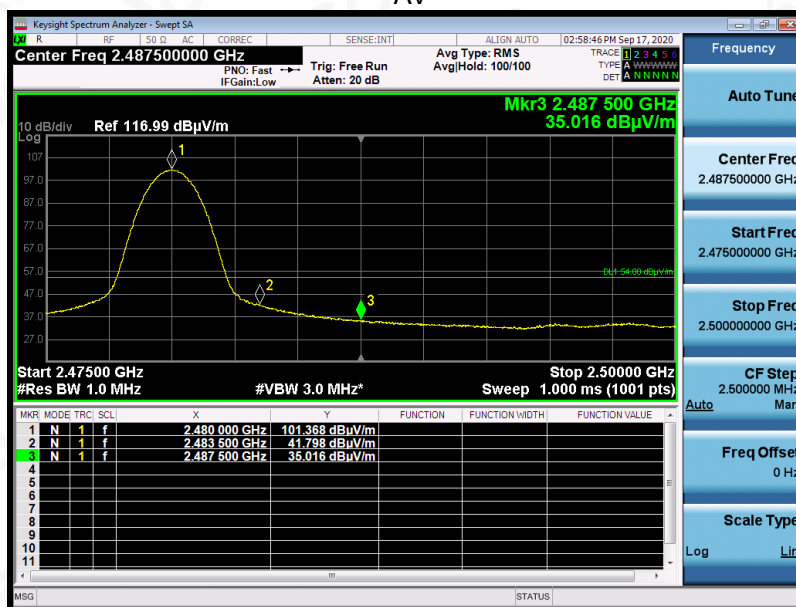 AV
Keysight Spectrum Analyzer - Swept SA
LXI R RF 50 Ω AC CORREC SENSE:INT ALIGN AUTO 02:58:46 PM Sep 17, 2020
Center Freq 2.487500000 GHz
PNO: Fast
IFGain:Low
Trig: Free Run
Atten: 20 dB
Avg Type: RMS
Avg|Hold: 100/100
TRACE 1 2 3 4 5 6
TYPE A WWWWW
DET A N N N N N
Mkr3 2.487 500 GHz
35.016 dBµV/m
10 dB/div Ref 116.99 dBµV/m
Log
107
97.0
87.0
77.0
67.0
57.0
47.0
37.0
27.0
1
2
3
DL1 54.00 dBµV/m
Start 2.47500 GHz Stop 2.50000 GHz
#Res BW 1.0 MHz #VBW 3.0 MHz* Sweep 1.000 ms (1001 pts)
MKR MODE TRC SCL X Y FUNCTION FUNCTION WIDTH FUNCTION VALUE
1 N 1 f 2.480 000 GHz 101.368 dBµV/m
2 N 1 f 2.483 500 GHz 41.798 dBµV/m
3 N 1 f 2.487 500 GHz 35.016 dBµV/m
4
5
6
7
8
9
10
11
MSG STATUS
Frequency
Auto Tune
Center Freq
2.487500000 GHz
Start Freq
2.475000000 GHz
Stop Freq
2.500000000 GHz
CF Step
2.500000 MHz
Auto Man
Freq Offset
0 Hz
Scale Type
Log Lin